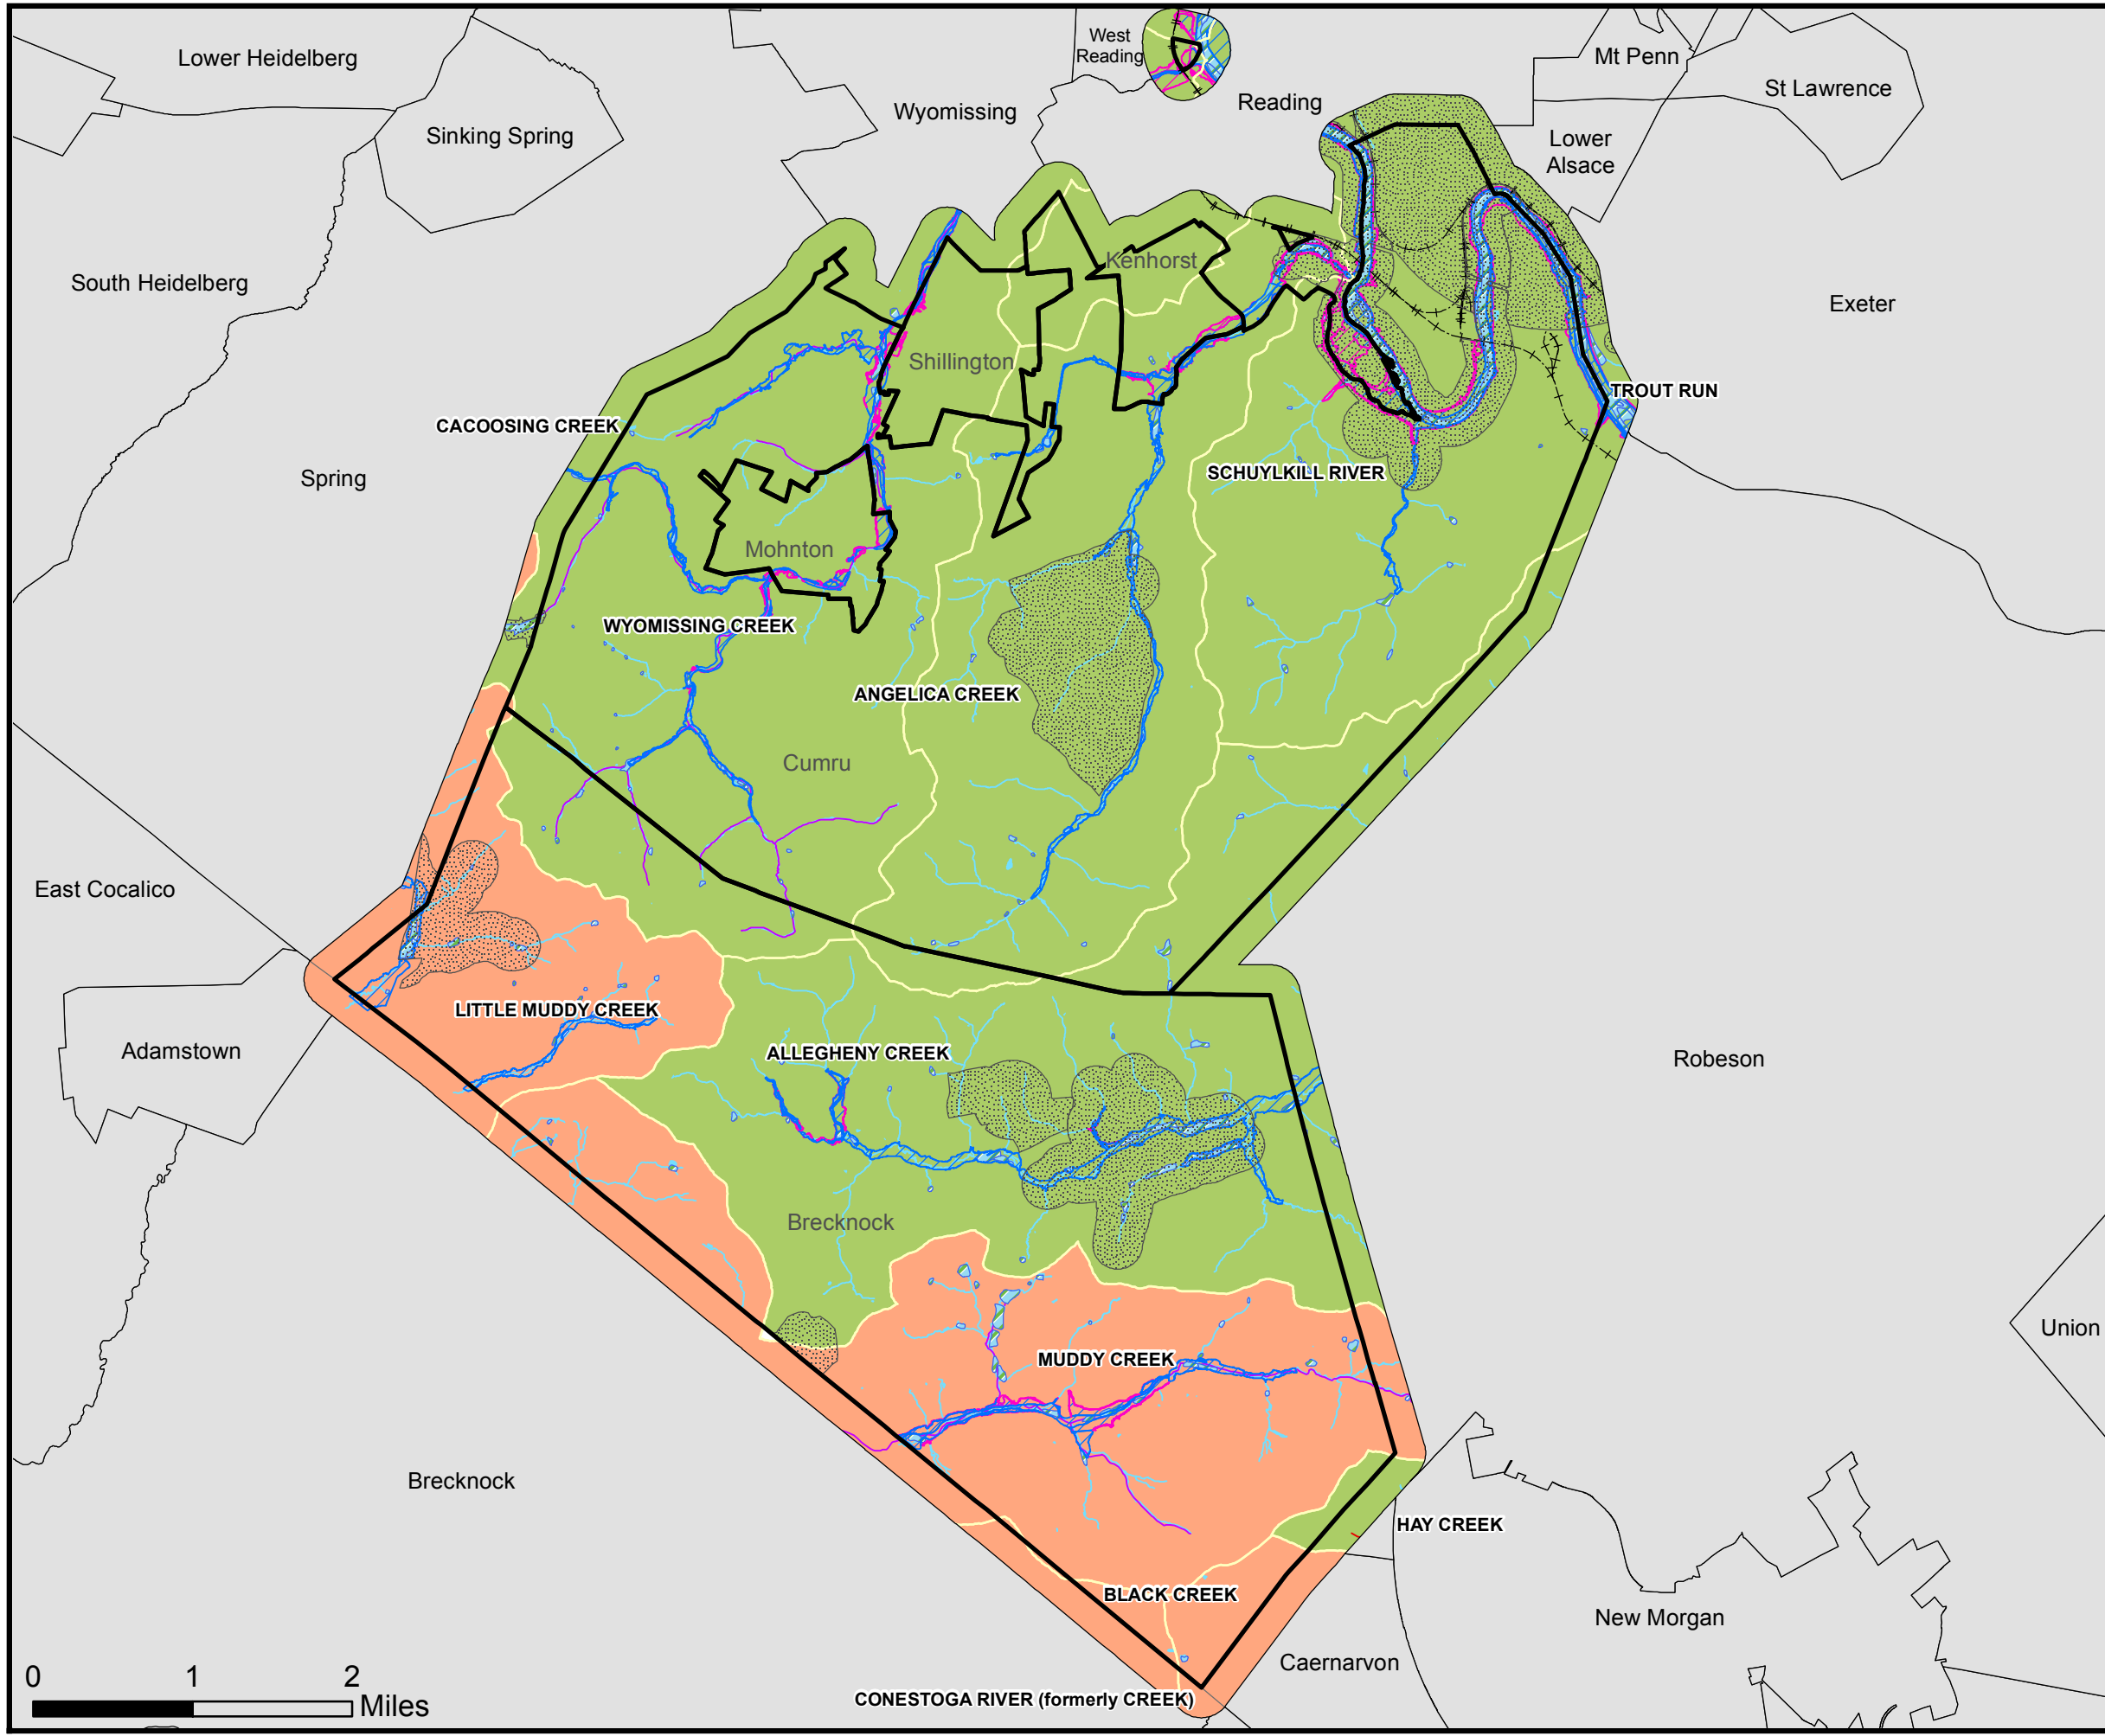 West
Reading
Mt Penn
Lower Heidelberg
St Lawrence
Reading
Wyomissing
Sinking Spring
Lower
Alsace
Kenhorst
South Heidelberg
Exeter
Shillington
TROUT RUN
CACOOSING CREEK
SCHUYLKILL RIVER
Spring
Mohnton
WYOMISSING CREEK
ANGELICA CREEK
Cumru
East Cocalico
LITTLE MUDDY CREEK
Adamstown
ALLEGHENY CREEK
Robeson
Brecknock
Union
MUDDY CREEK
Brecknock
HAY CREEK
BLACK CREEK
New Morgan
Caernarvon
CONESTOGA RIVER (formerly CREEK)
0 1 2
Miles